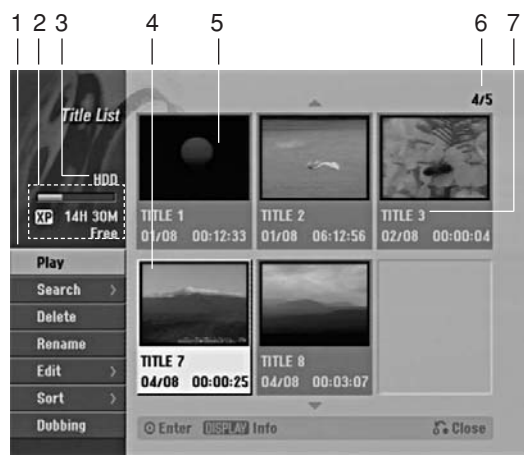 1 2 3 4 5 6 7
Title List
4/5
HDD
XP 14H 30M
Free
TITLE 1
01/08 00:12:33
TITLE 2
01/08 06:12:56
TITLE 3
02/08 00:00:04
Play
Search >
Delete
Rename
Edit >
Sort >
Dubbing
TITLE 7
04/08 00:00:25
TITLE 8
04/08 00:03:07
Enter DISPLAY Info
Close